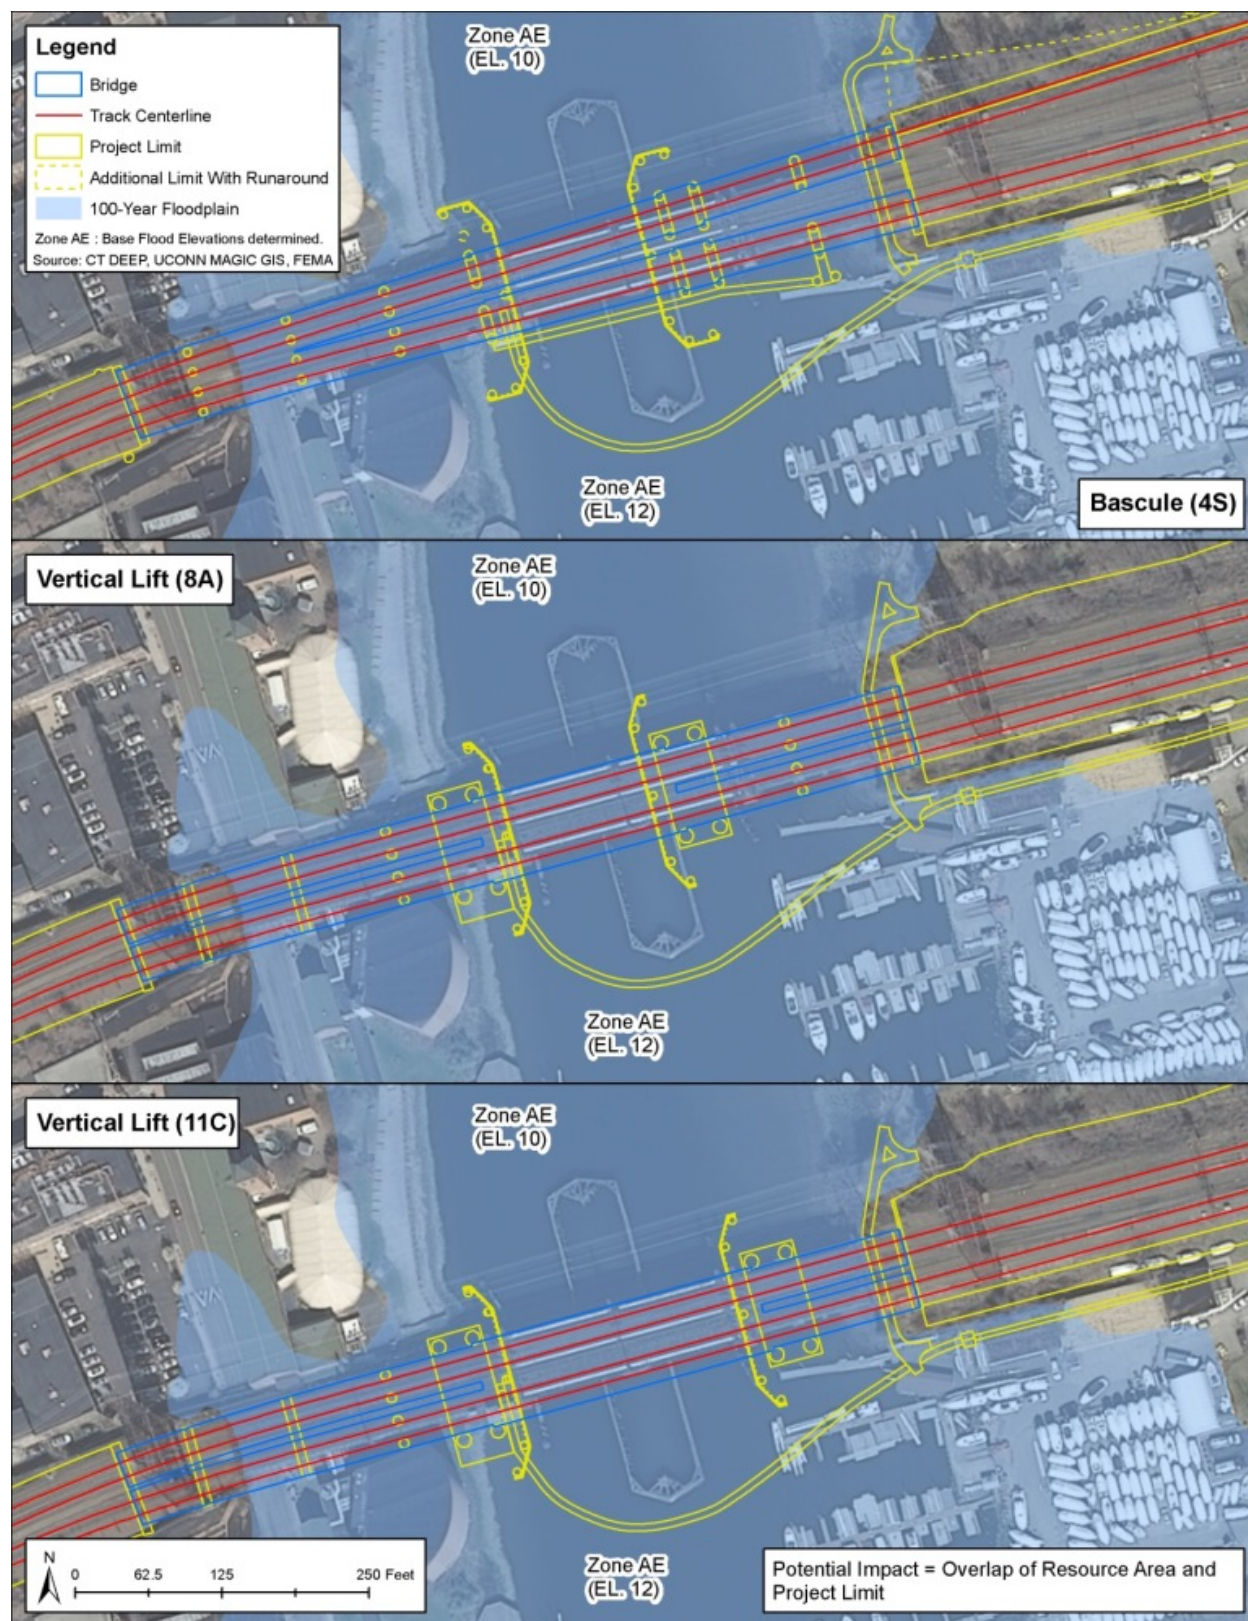 Legend
Bridge
Track Centerline
Project Limit
Additional Limit With Runaround
100-Year Floodplain
Zone AE : Base Flood Elevations determined.
Source: CT DEEP, UCONN MAGIC GIS, FEMA
Zone AE
(EL. 10)
Zone AE
(EL. 12)
Bascule (4S)
Vertical Lift (8A)
Zone AE
(EL. 10)
Zone AE
(EL. 12)
Vertical Lift (11C)
Zone AE
(EL. 10)
Zone AE
(EL. 12)
N
0 62.5 125 250 Feet
Potential Impact = Overlap of Resource Area and
Project Limit